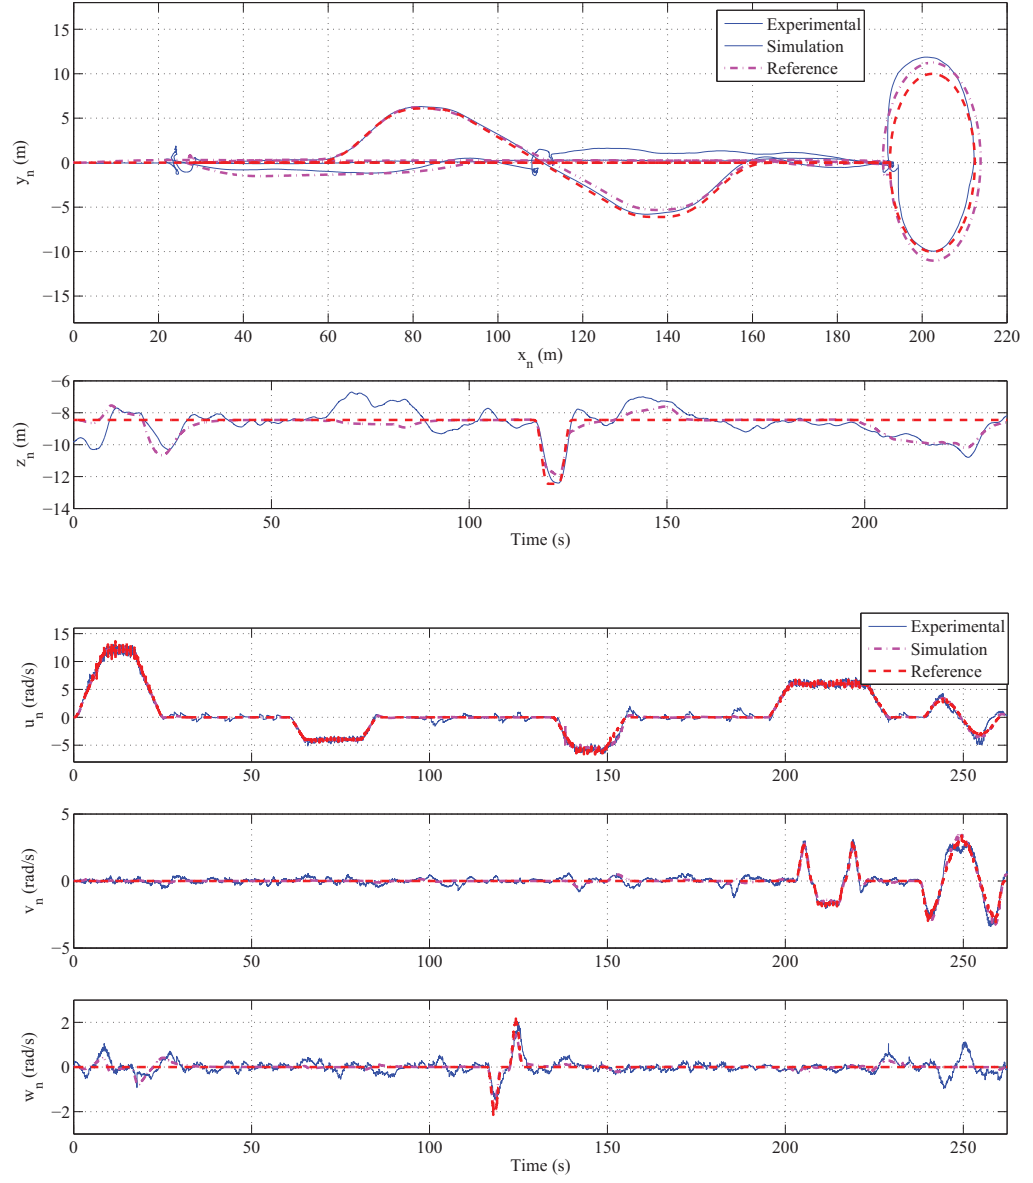 15
10
5
0
−5
−10
−15
y_n (m)
Experimental
Simulation
Reference
0 20 40 60 80 100 120 140 160 180 200 220
x_n (m)
−6
−8
−10
−12
−14
z_n (m)
0 50 100 150 200
Time (s)
Experimental
Simulation
Reference
15
10
5
0
−5
u_n (rad/s)
0 50 100 150 200 250
5
0
−5
v_n (rad/s)
0 50 100 150 200 250
2
0
−2
w_n (rad/s)
0 50 100 150 200 250
Time (s)